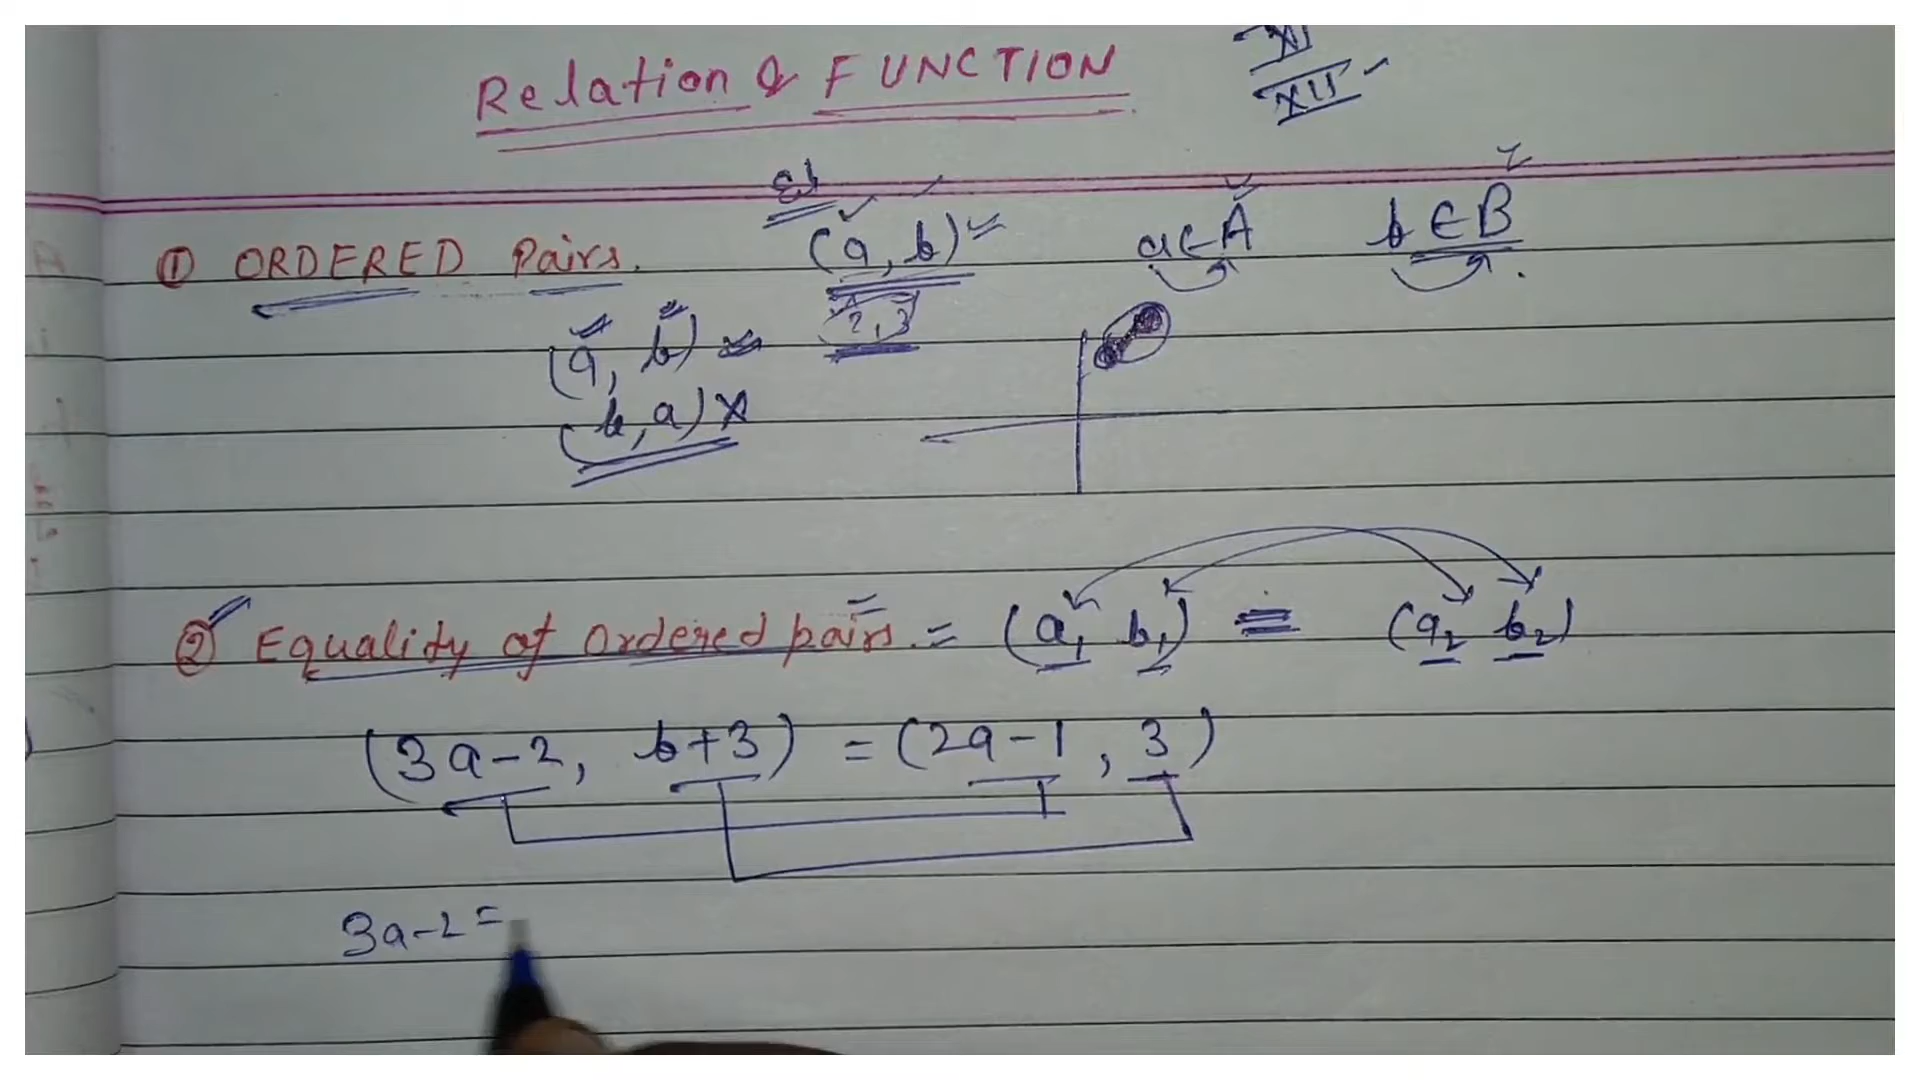 Relation & FUNCTION
XI
XII
① ORDERED Pairs. (a, b) a∈A b∈B.
2, 3
(a, b)
(b, a) ×
② Equality of ordered pairs. = (a₁ b₁) = (a₂ b₂)
(3a-2, b+3) = (2a-1, 3)
3a-2 =